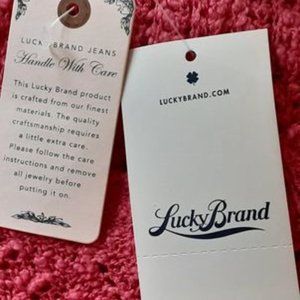 LUCKY BRAND JEANS
Handle With Care
This Lucky Brand product
is crafted from our finest
materials. The quality
craftsmanship requires
a little extra care.
Please follow the care
instructions and remove
all jewelry before
putting it on.
LUCKYBRAND.COM
Lucky Brand